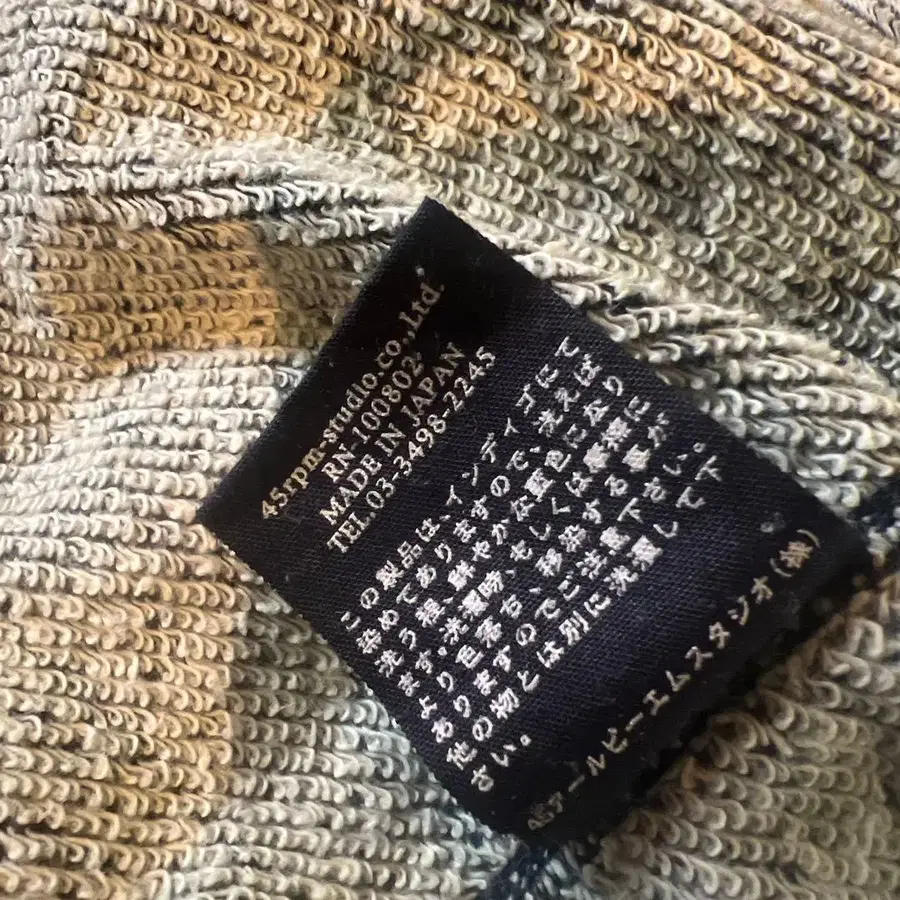 45rpm-studio.co.,Ltd.
RN-100802
MADE IN JAPAN
TEL.03-3498-2245
この製品は、インディゴにて
染めてありますので、洗えば
洗う程、鮮やかな藍色になり
ます。洗濯時、もしくは摩擦に
より色落ち、移染する事が
ありますのでご注意下さい。
他の物とは別に洗濯して下
さい。
45アールピーエムスタジオ(株)